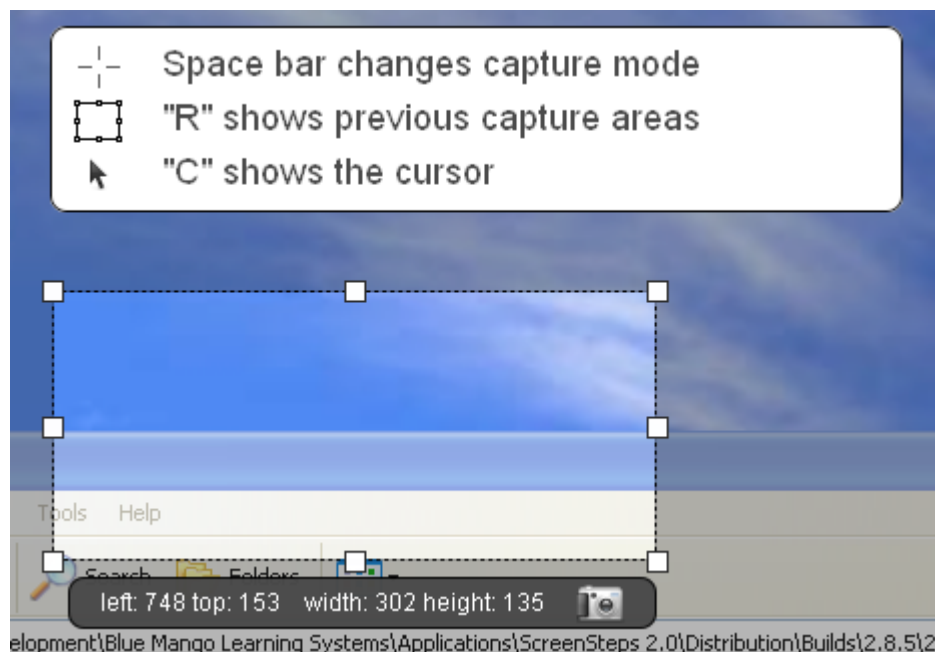 Space bar changes capture mode
"R" shows previous capture areas
"C" shows the cursor
Tools Help
Search Folders
left: 748 top: 153 width: 302 height: 135
elopment\Blue Mango Learning Systems\Applications\ScreenSteps 2.0\Distribution\Builds\2.8.5\2